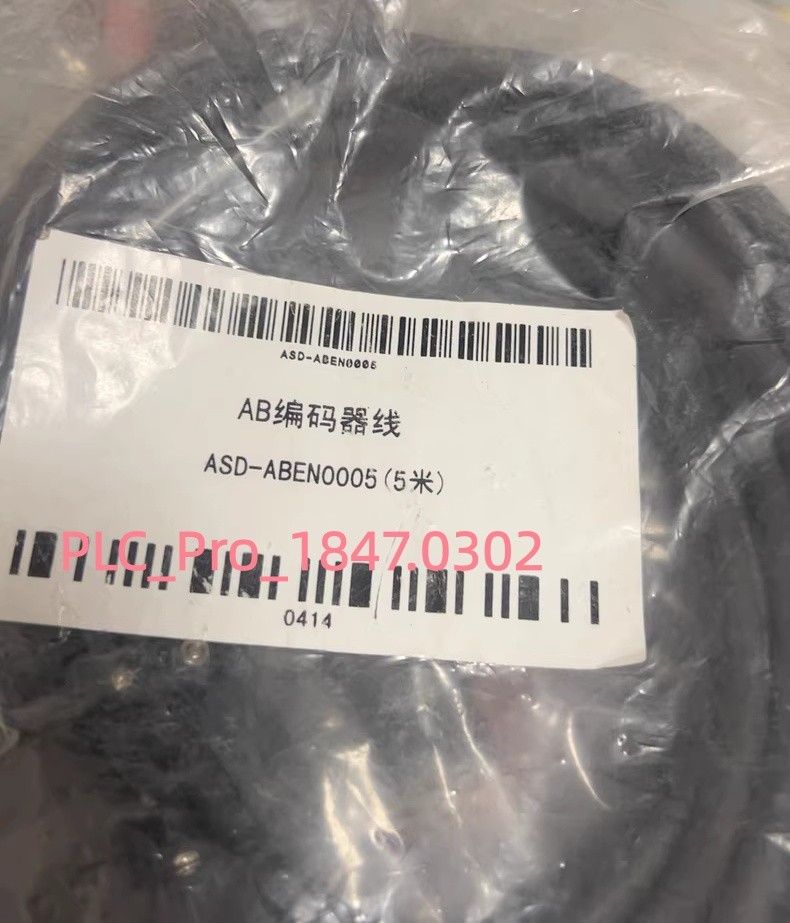 ASD-ABEN0005
AB编码器线
ASD-ABEN0005(5米)
PLC_Pro_1847.0302
0414